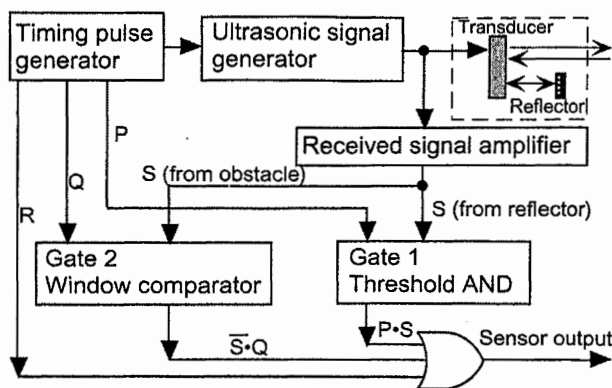 Timing pulse
generator
Ultrasonic signal
generator
Transducer
Reflector
Received signal amplifier
P
Q
R
S (from obstacle)
S (from reflector)
Gate 2
Window comparator
Gate 1
Threshold AND
S̅•Q
P•S
Sensor output